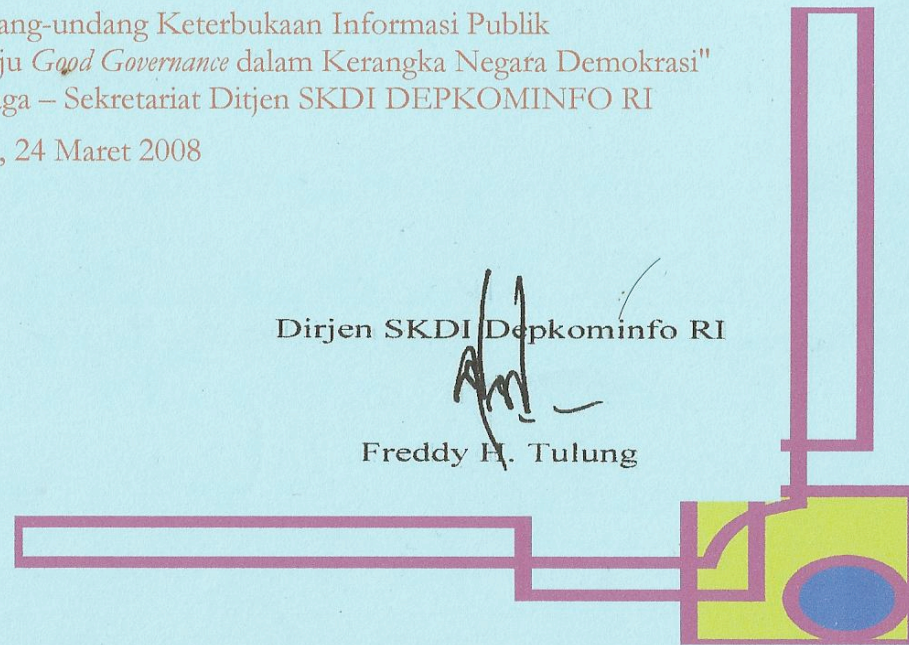 ang-undang Keterbukaan Informasi Publik
ju Good Governance dalam Kerangka Negara Demokrasi"
ga – Sekretariat Ditjen SKDI DEPKOMINFO RI
, 24 Maret 2008
Dirjen SKDI Depkominfo RI
Freddy H. Tulung